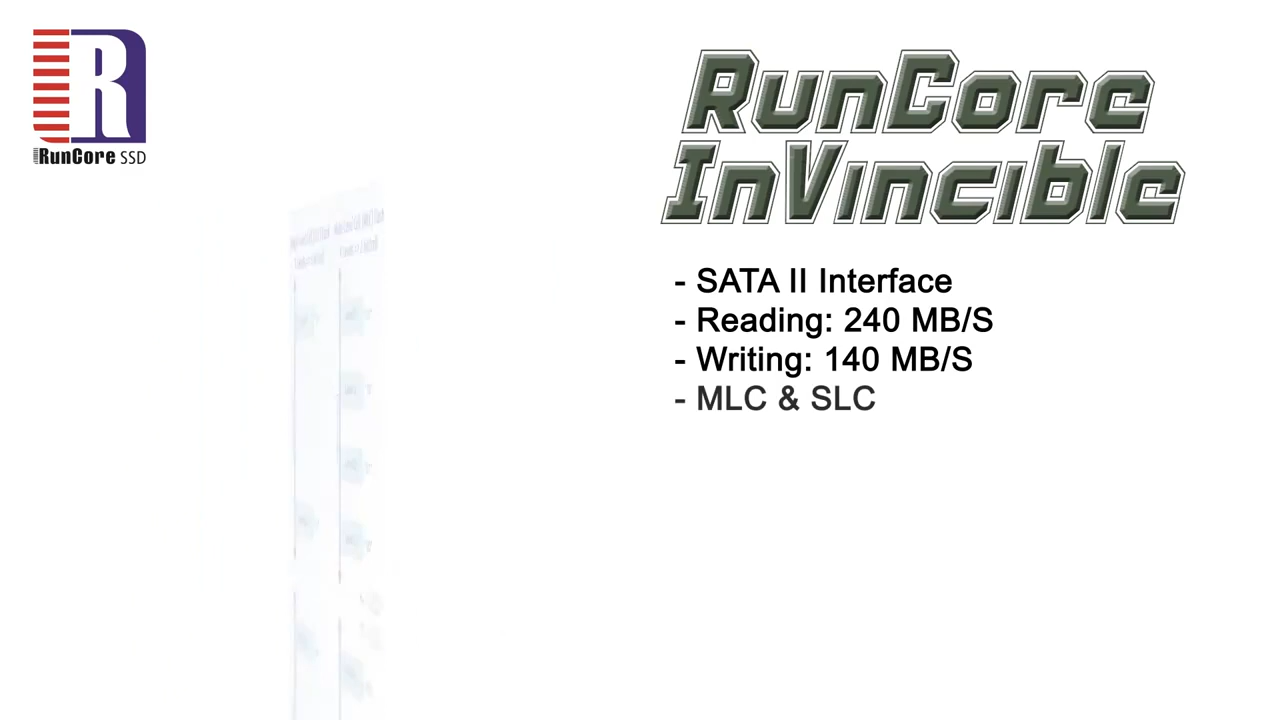 RunCore SSD
RunCore
InVincible
- SATA II Interface
- Reading: 240 MB/S
- Writing: 140 MB/S
- MLC & SLC